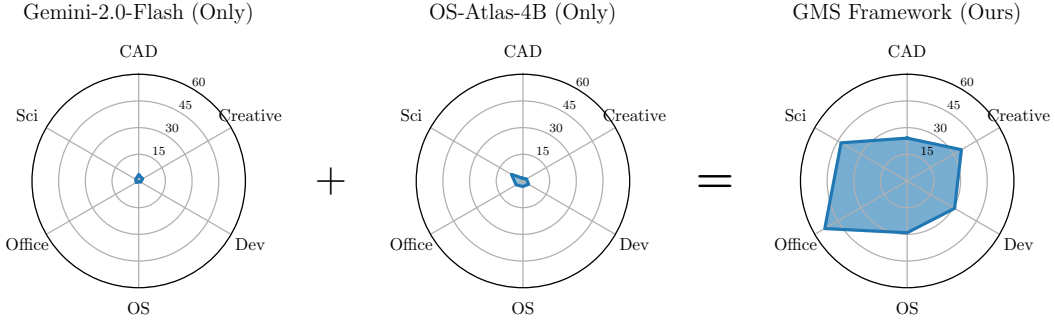 Gemini-2.0-Flash (Only)
CAD
60
45
30
15
Sci
Creative
Office
Dev
OS
+
OS-Atlas-4B (Only)
CAD
60
45
30
15
Sci
Creative
Office
Dev
OS
=
GMS Framework (Ours)
CAD
60
45
30
15
Sci
Creative
Office
Dev
OS